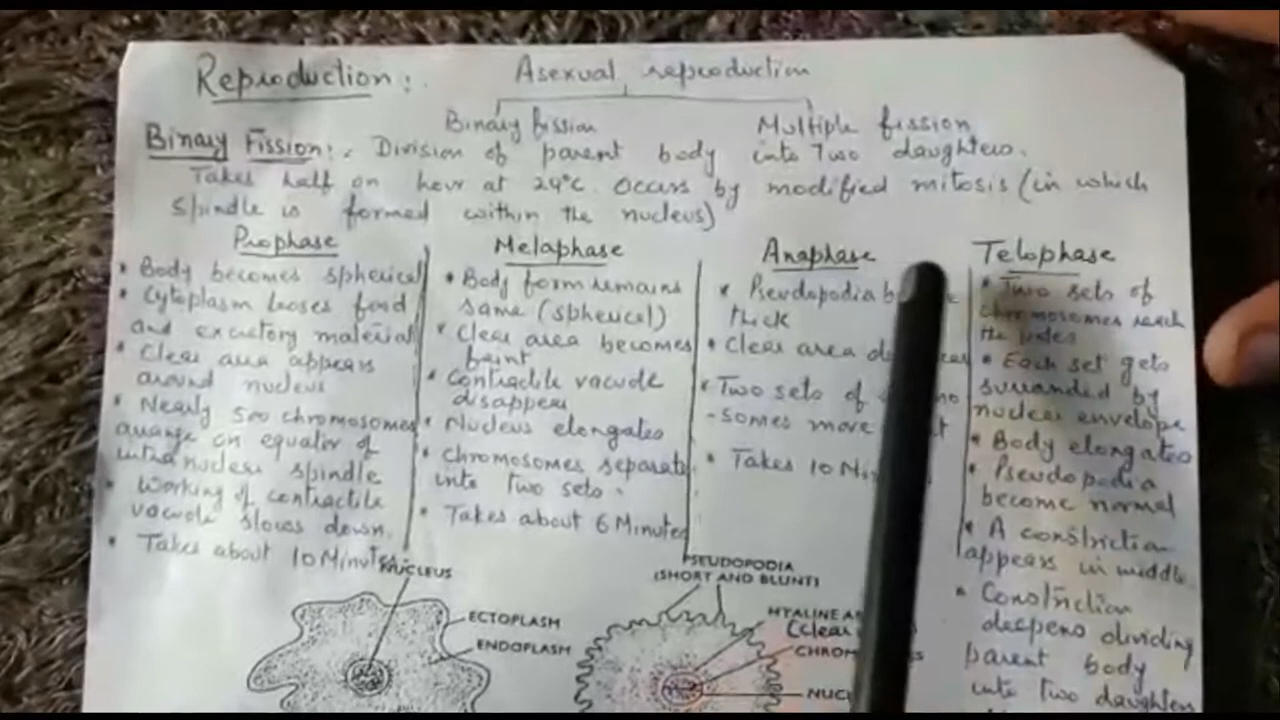 Reproduction:
Asexual reproduction
Binary fission
Multiple fission
Binary Fission: Division of parent body into Two daughters.
Takes half an hour at 24°C. Occurs by modified mitosis (in which
spindle is formed within the nucleus)
Prophase
• Body becomes spherical
• Cytoplasm looses food
and excretory material
• Clear area appears
around nucleus
• Nearly 500 chromosomes
arrange on equator of
intra nuclear spindle
• Working of contractile
vacuole slows down.
• Takes about 10 Minutes
Metaphase
• Body form remains
same (spherical)
• Clear area becomes
faint
• Contractile vacuole
disappears
• Nucleus elongates
• Chromosomes separate
into two sets.
• Takes about 6 Minutes
Anaphase
• Pseudopodia
thick
• Clear area
• Two sets of
-somes move
• Takes 10
Telophase
• Two sets of
chromosomes reach
the poles
• Each set gets
surranded by
nuclear envelope
• Body elongates
• Pseudopodia
become normal
• A constriction
appears in middle.
• Constriction
deepens dividing
parent body
into two daughters
NUCLEUS
ECTOPLASM
ENDOPLASM
PSEUDOPODIA
(SHORT AND BLUNT)
HYALINE
(Clear